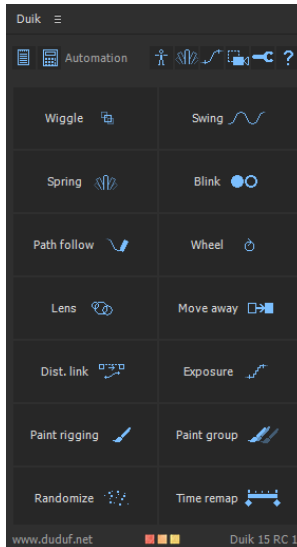 Duik
Automation ?
Wiggle Swing
Spring Blink
Path follow Wheel
Lens Move away
Dist. link Exposure
Paint rigging Paint group
Randomize Time remap
www.duduf.net Duik 15 RC 1